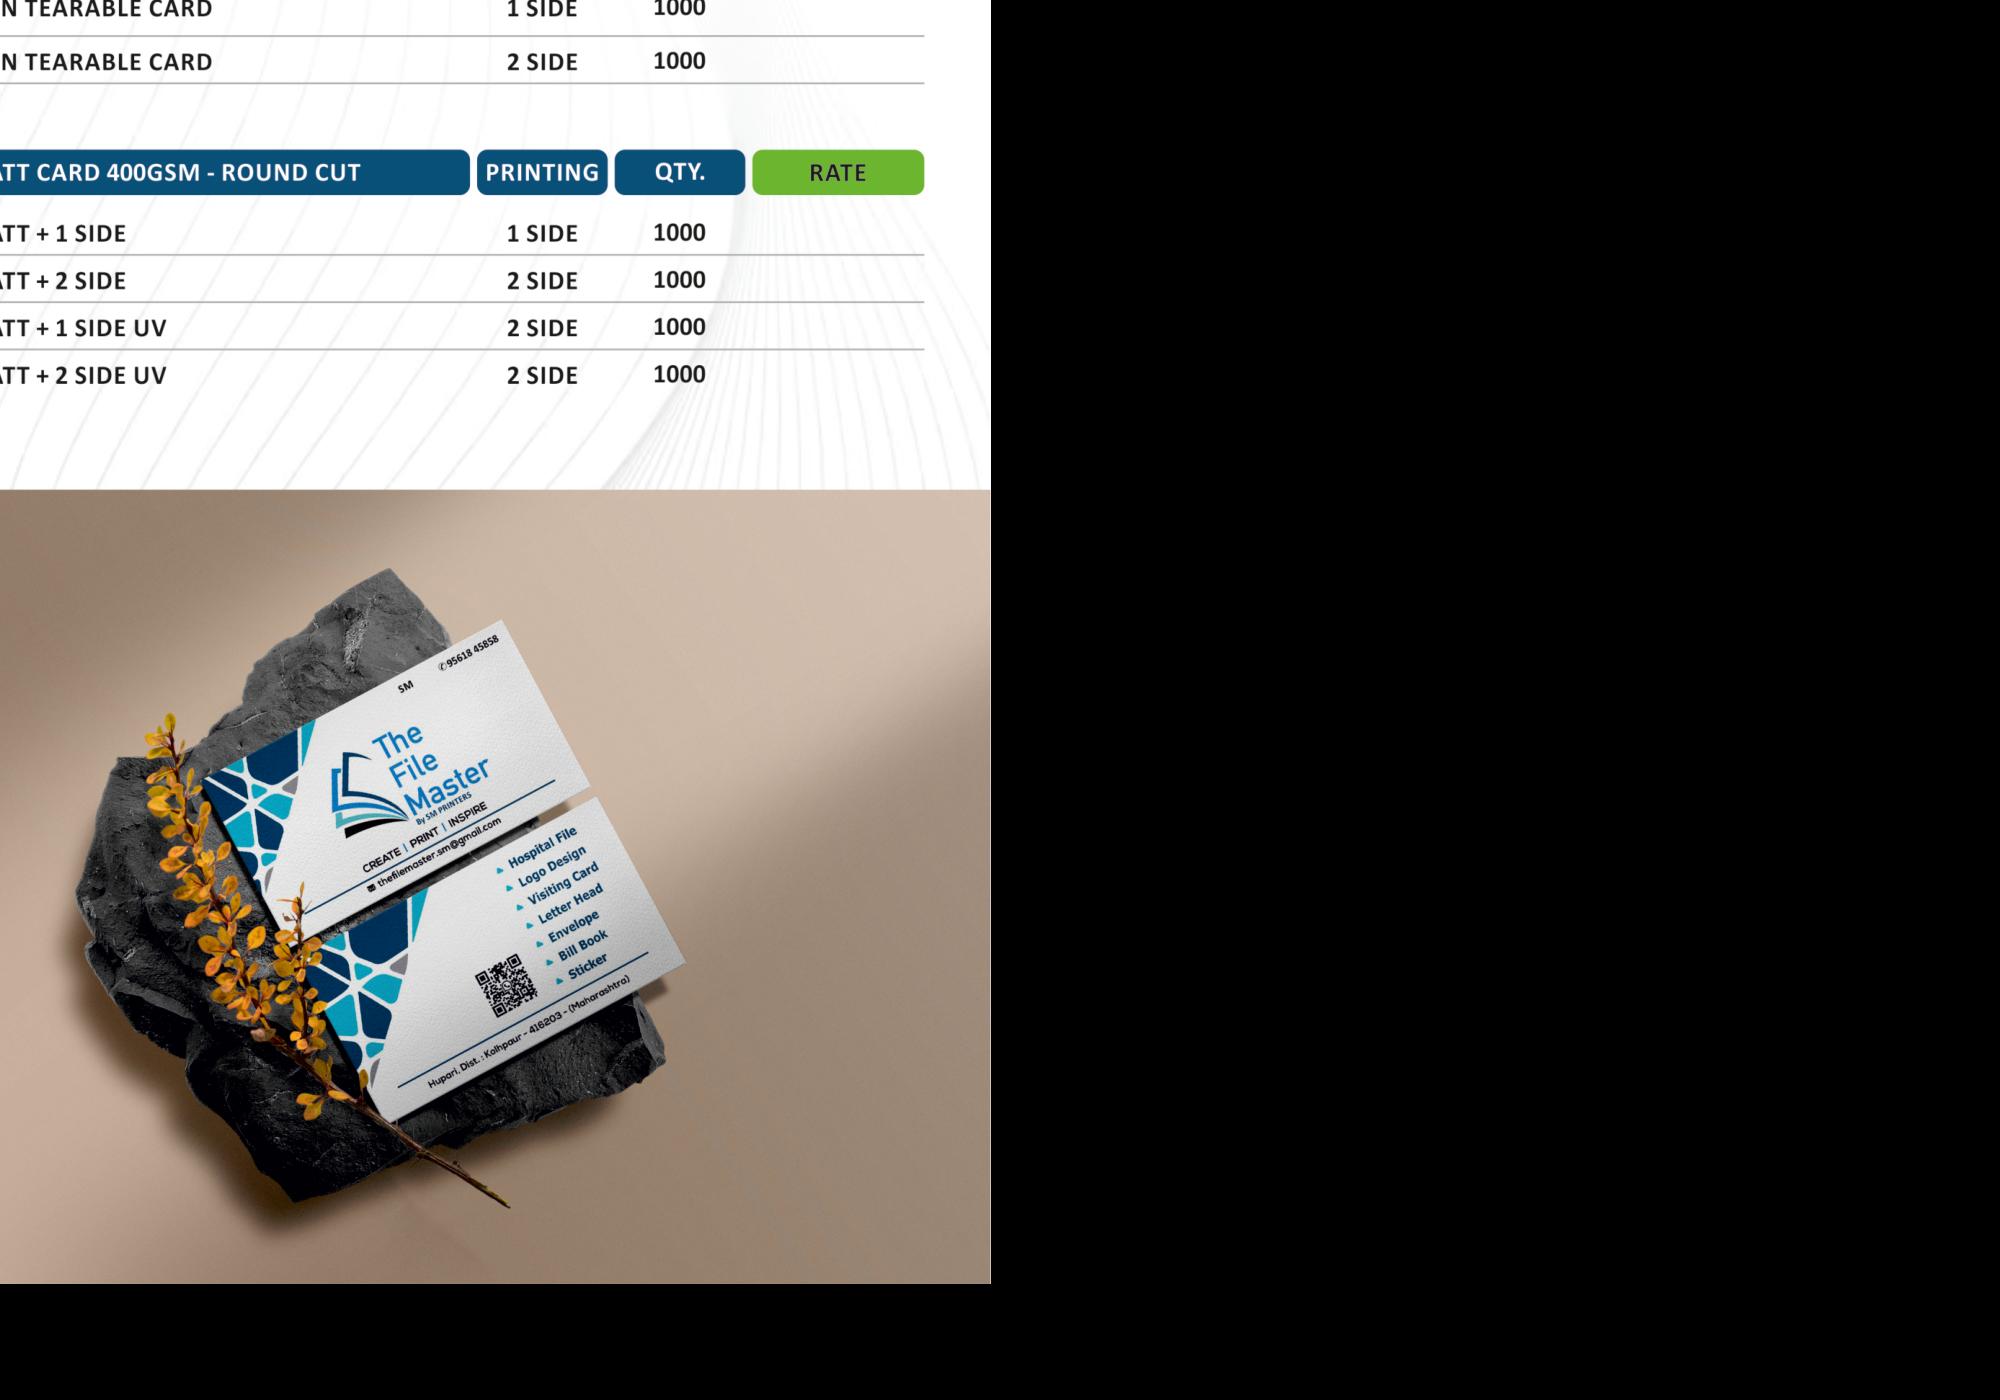 N TEARABLE CARD 1 SIDE 1000
N TEARABLE CARD 2 SIDE 1000
ATT CARD 400GSM - ROUND CUT PRINTING QTY. RATE
ATT + 1 SIDE 1 SIDE 1000
ATT + 2 SIDE 2 SIDE 1000
ATT + 1 SIDE UV 2 SIDE 1000
ATT + 2 SIDE UV 2 SIDE 1000
SM ✆95618 45858
The
File
Master
By SM PRINTERS
CREATE | PRINT | INSPIRE
thefilemaster.sm@gmail.com
Hospital File
Logo Design
Visiting Card
Letter Head
Envelope
Bill Book
Sticker
Hupari, Dist. : Kolhpaur - 416203 - (Maharashtra)